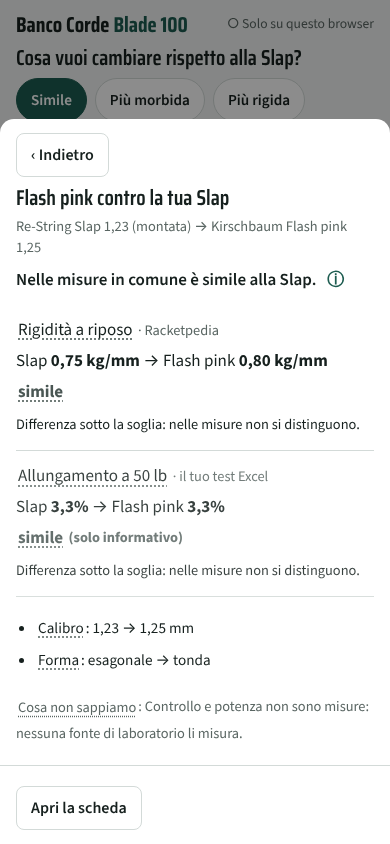 Banco Corde Blade 100
Solo su questo browser
Cosa vuoi cambiare rispetto alla Slap?
Simile
Più morbida
Più rigida
‹ Indietro
Flash pink contro la tua Slap
Re-String Slap 1,23 (montata) → Kirschbaum Flash pink
1,25
Nelle misure in comune è simile alla Slap. ⓘ
Rigidità a riposo · Racketpedia
Slap 0,75 kg/mm → Flash pink 0,80 kg/mm
simile
Differenza sotto la soglia: nelle misure non si distinguono.
Allungamento a 50 lb · il tuo test Excel
Slap 3,3% → Flash pink 3,3%
simile (solo informativo)
Differenza sotto la soglia: nelle misure non si distinguono.
• Calibro: 1,23 → 1,25 mm
• Forma: esagonale → tonda
Cosa non sappiamo: Controllo e potenza non sono misure:
nessuna fonte di laboratorio li misura.
Apri la scheda